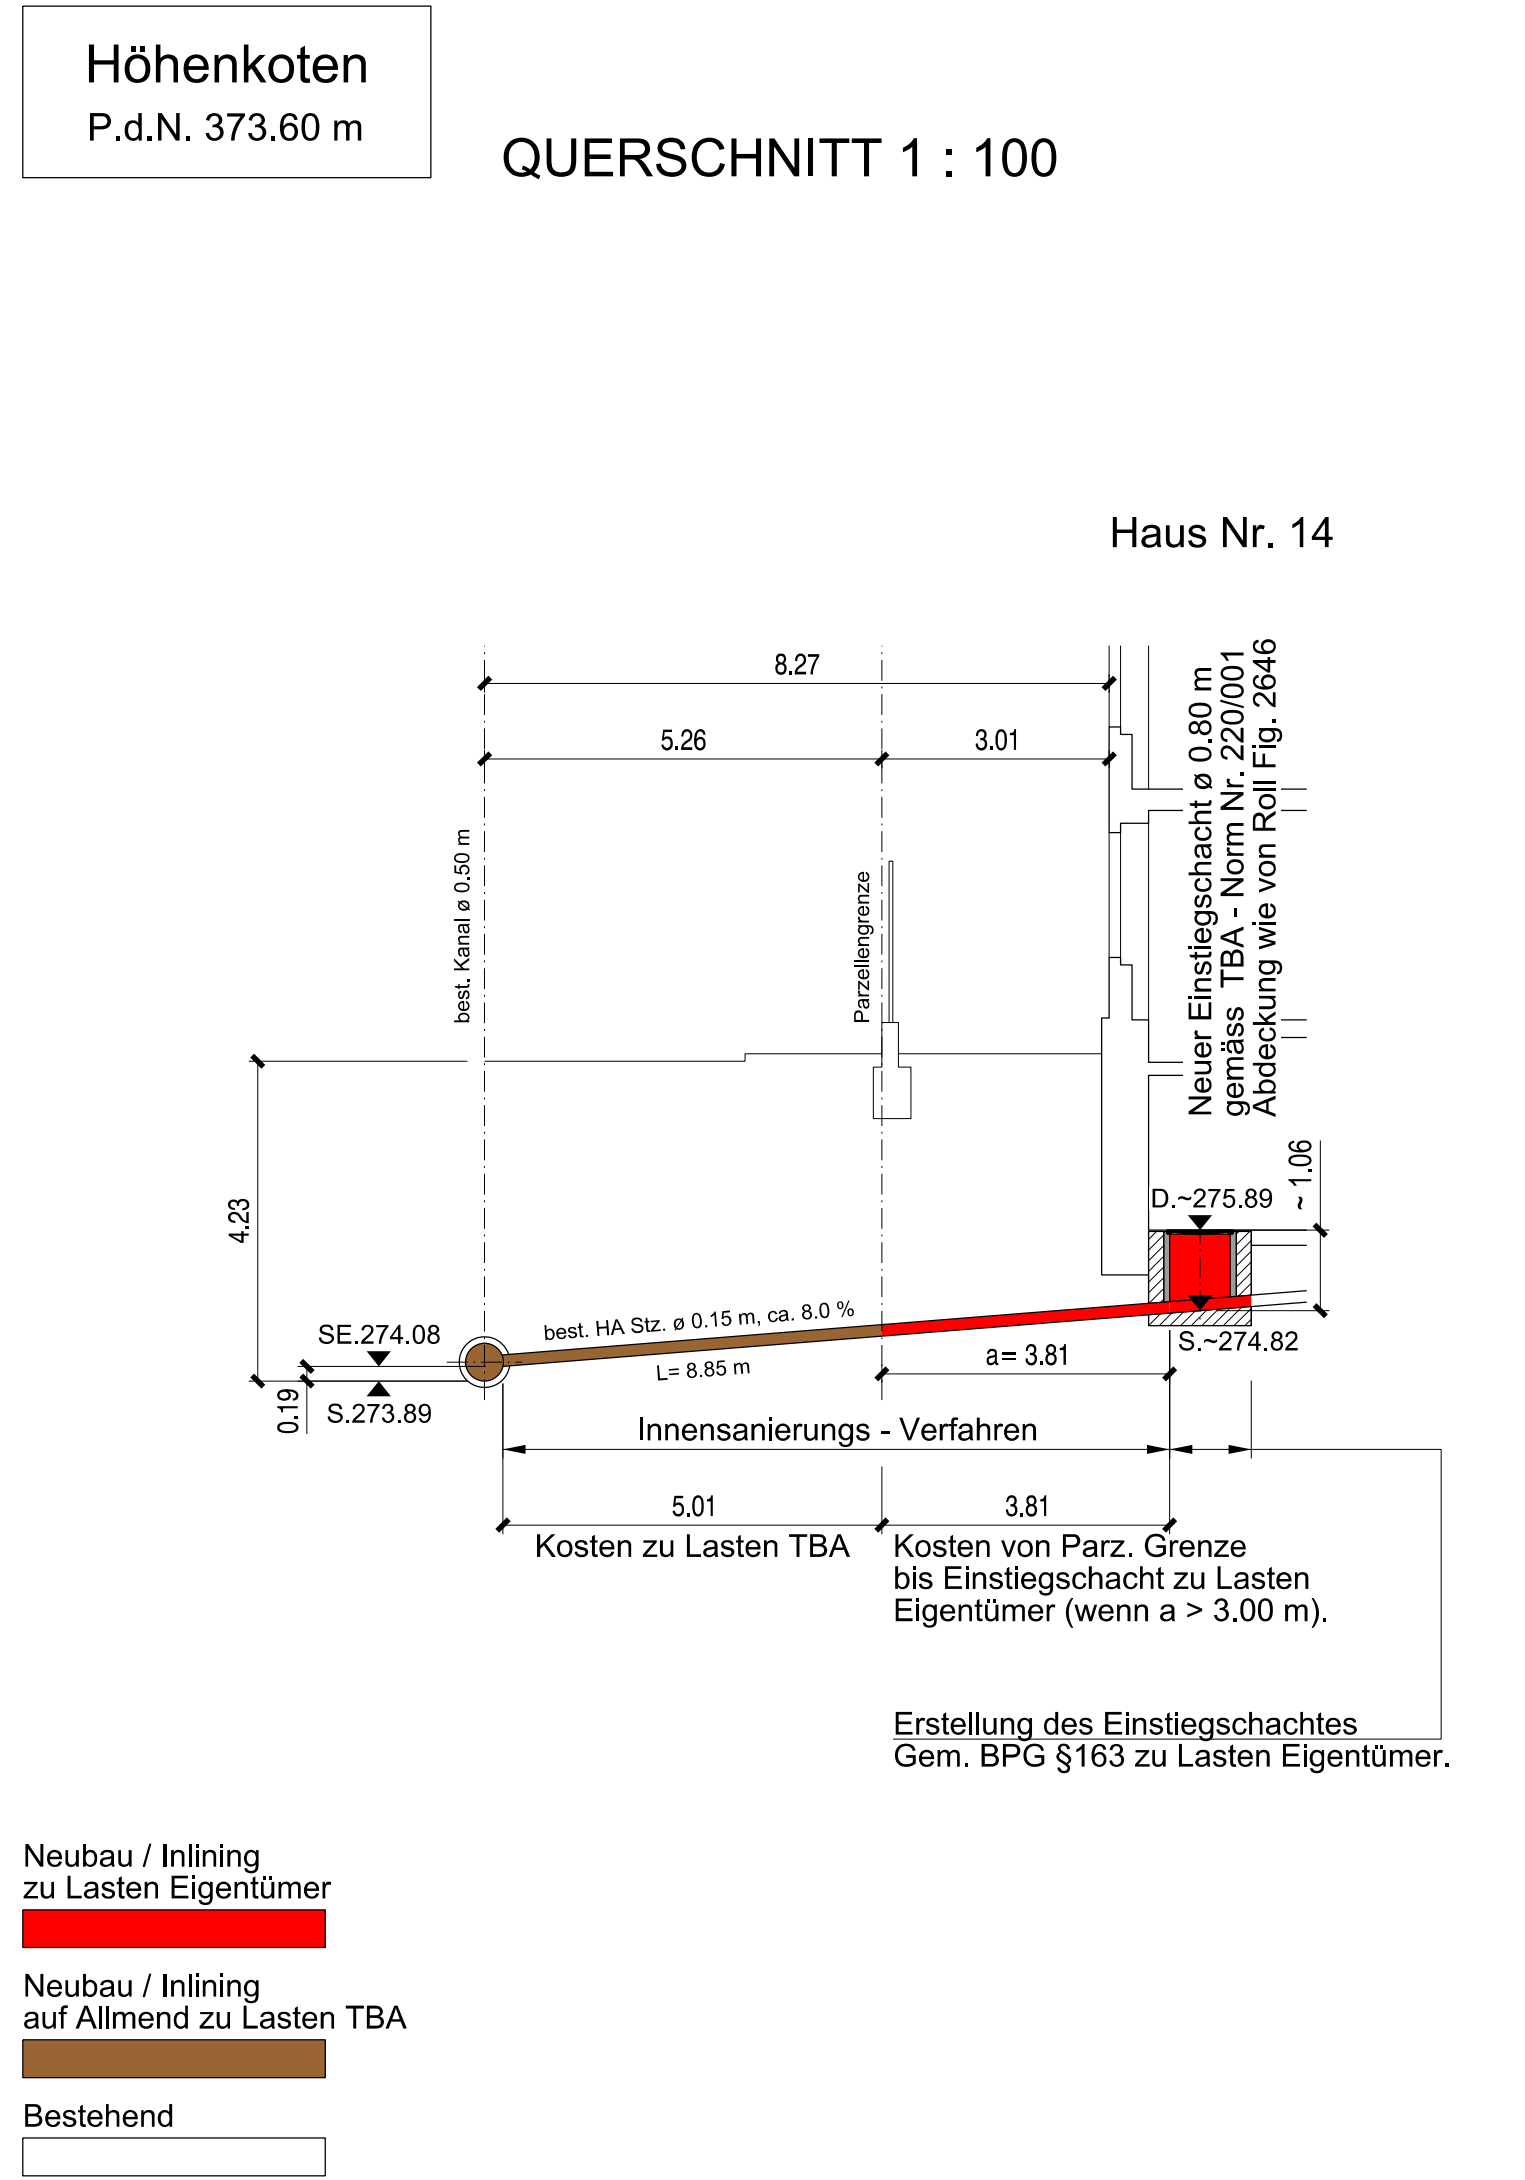 Höhenkoten
P.d.N. 373.60 m
QUERSCHNITT 1 : 100
Haus Nr. 14
8.27
5.26
3.01
best. Kanal ø 0.50 m
Parzellengrenze
Neuer Einstiegschacht ø 0.80 m
gemäss TBA - Norm Nr. 220/001
Abdeckung wie von Roll Fig. 2646
4.23
~ 1.06
D.~275.89
best. HA Stz. ø 0.15 m, ca. 8.0 %
L= 8.85 m
SE.274.08
0.19
S.273.89
a= 3.81
S.~274.82
Innensanierungs - Verfahren
5.01
3.81
Kosten zu Lasten TBA
Kosten von Parz. Grenze
bis Einstiegschacht zu Lasten
Eigentümer (wenn a > 3.00 m).
Erstellung des Einstiegschachtes
Gem. BPG §163 zu Lasten Eigentümer.
Neubau / Inlining
zu Lasten Eigentümer
Neubau / Inlining
auf Allmend zu Lasten TBA
Bestehend